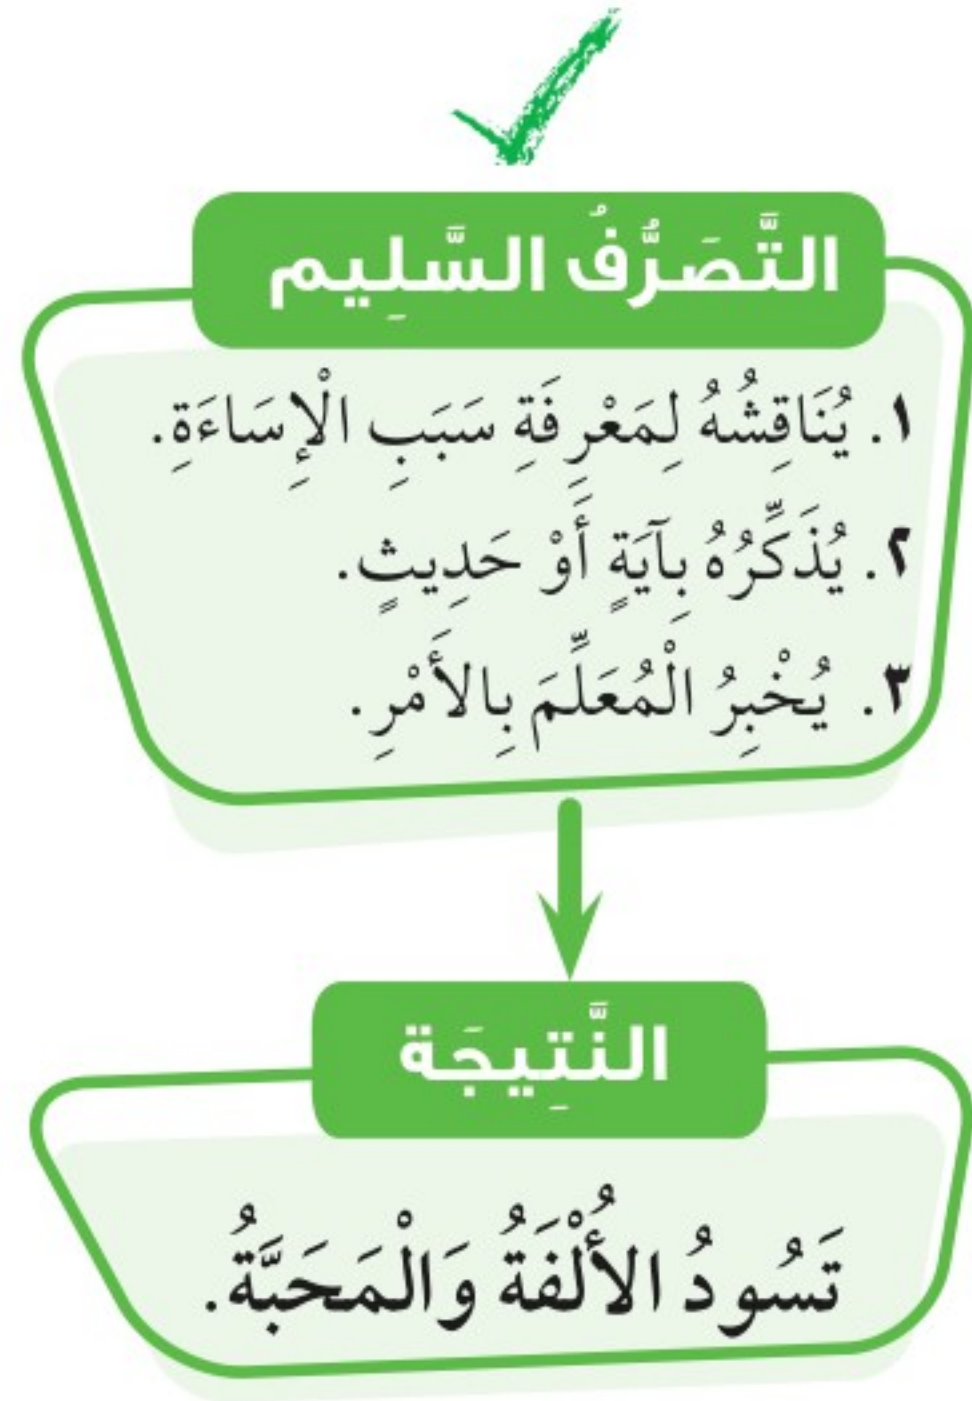 التَّصَرُّفُ السَّلِيم
١. يُنَاقِشُهُ لِمَعْرِفَةِ سَبَبِ الْإِسَاءَةِ.
٢. يُذَكِّرُهُ بِآيَةٍ أَوْ حَدِيثٍ.
٣. يُخْبِرُ الْمُعَلِّمَ بِالأَمْرِ.
النَّتِيجَة
تَسُودُ الأُلْفَةُ وَالْمَحَبَّةُ.